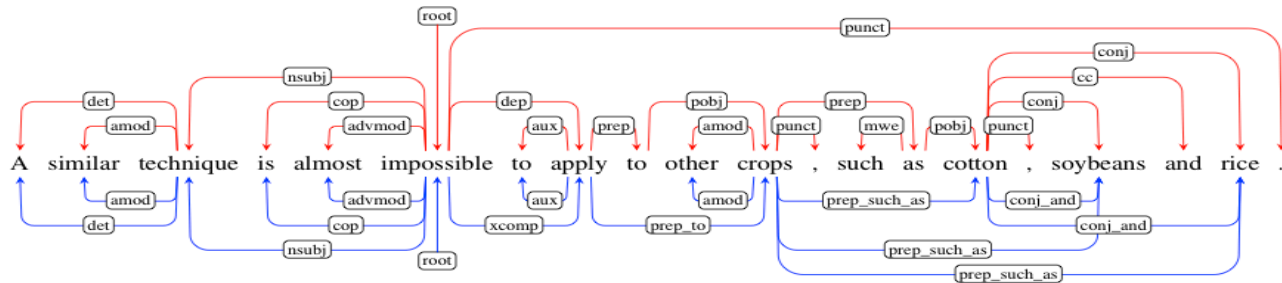 root
punct
conj
nsubj
cc
det cop dep pobj prep conj
amod advmod aux prep amod punct mwe pobj punct
A similar technique is almost impossible to apply to other crops , such as cotton , soybeans and rice .
amod advmod aux amod prep_such_as conj_and
det cop xcomp prep_to conj_and
nsubj prep_such_as
root
prep_such_as